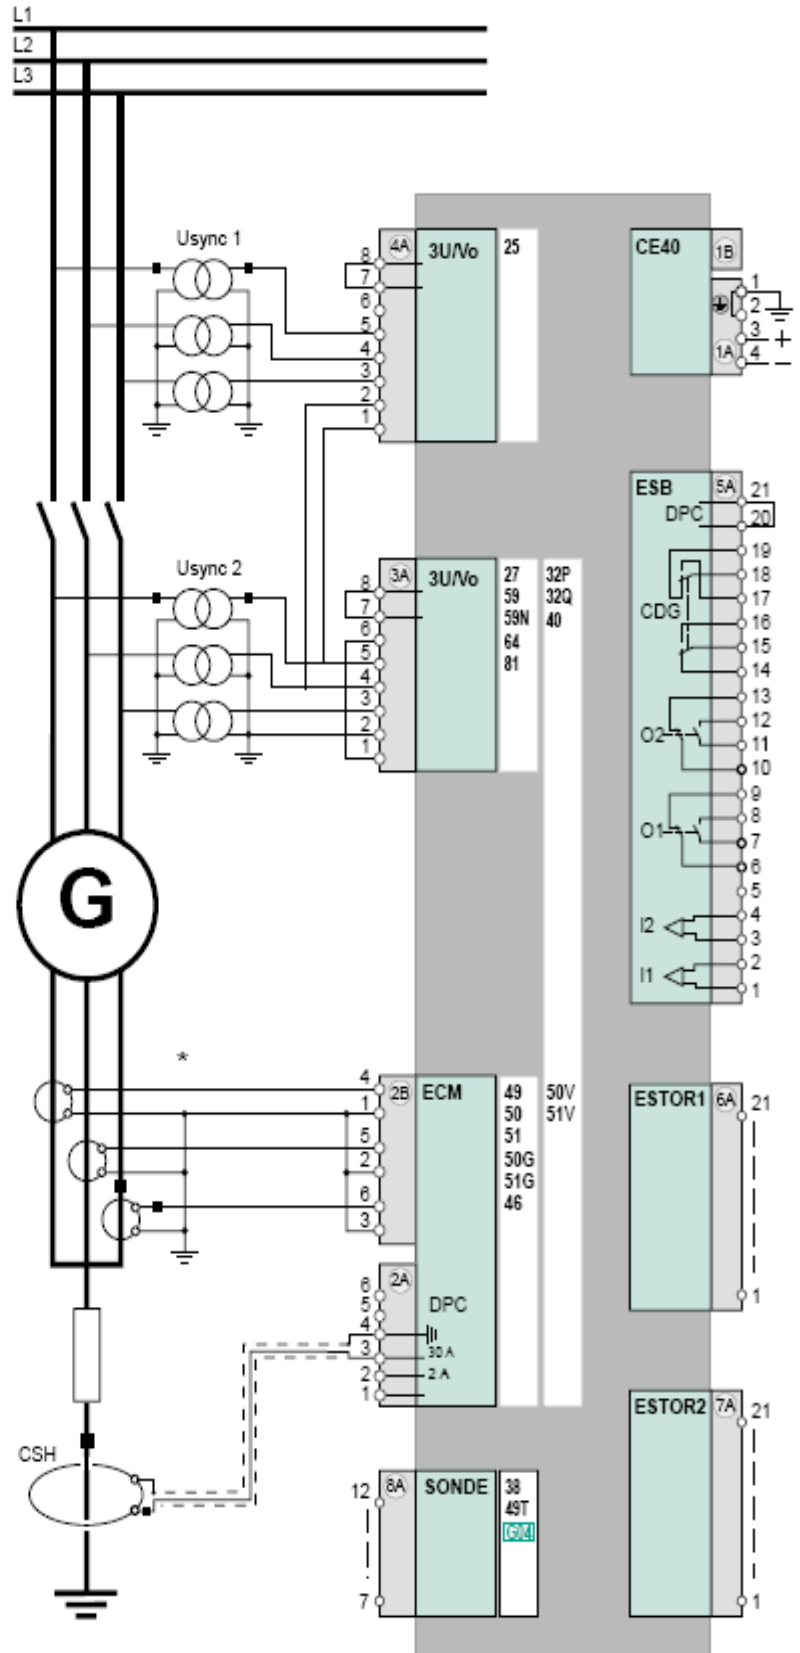 L1
L2
L3
Usync 1
8
7
6
5
4
3
2
1
4A
3U/Vo
25
CE40
1B
1A
1
2
3 +
4 −
Usync 2
8
7
6
5
4
3
2
1
3A
3U/Vo
27 32P
59 32Q
59N 40
64
81
ESB
5A
DPC
CDG
O2
O1
I2
I1
21
20
19
18
17
16
15
14
13
12
11
10
9
8
7
6
5
4
3
2
1
G
*
4
1
5
2
6
3
2B
ECM
49 50V
50 51V
51
50G
51G
46
6
5
4
3
2
1
2A
DPC
30 A
2 A
ESTOR1
6A
21
1
CSH
12
7
8A
SONDE
38
49T
ESTOR2
7A
21
1